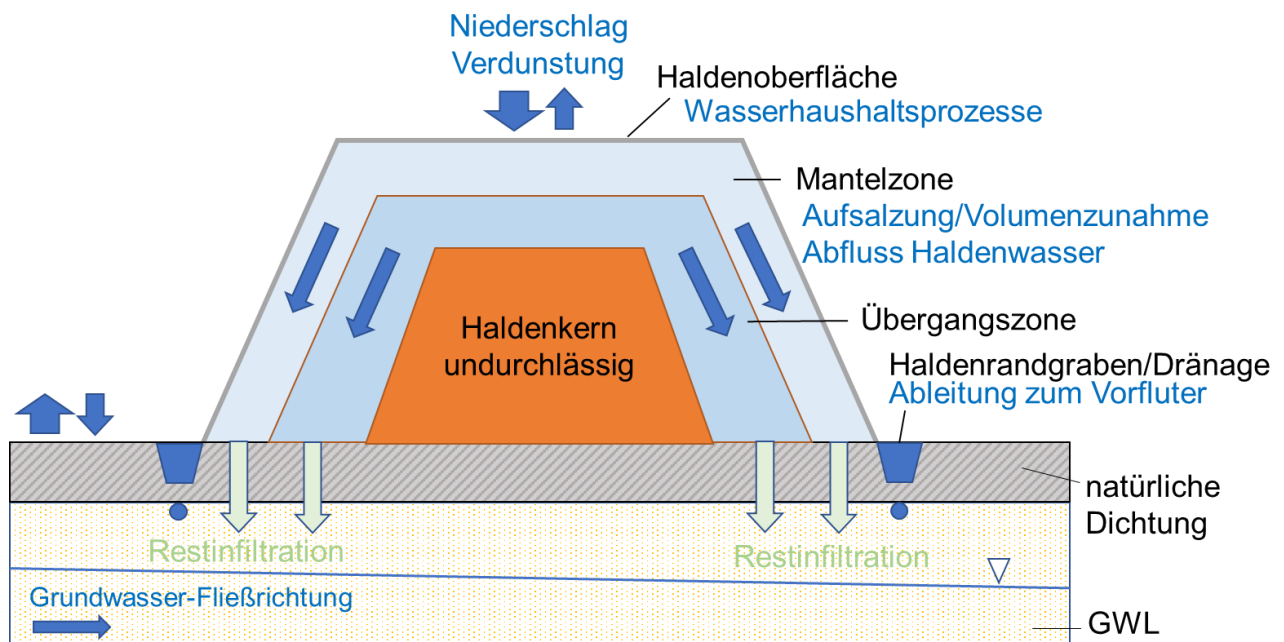 Niederschlag
Verdunstung
Haldenoberfläche
Wasserhaushaltsprozesse
Mantelzone
Aufsalzung/Volumenzunahme
Abfluss Haldenwasser
Übergangszone
Haldenkern
undurchlässig
Haldenrandgraben/Dränage
Ableitung zum Vorfluter
natürliche
Dichtung
Restinfiltration
Restinfiltration
Grundwasser-Fließrichtung
GWL